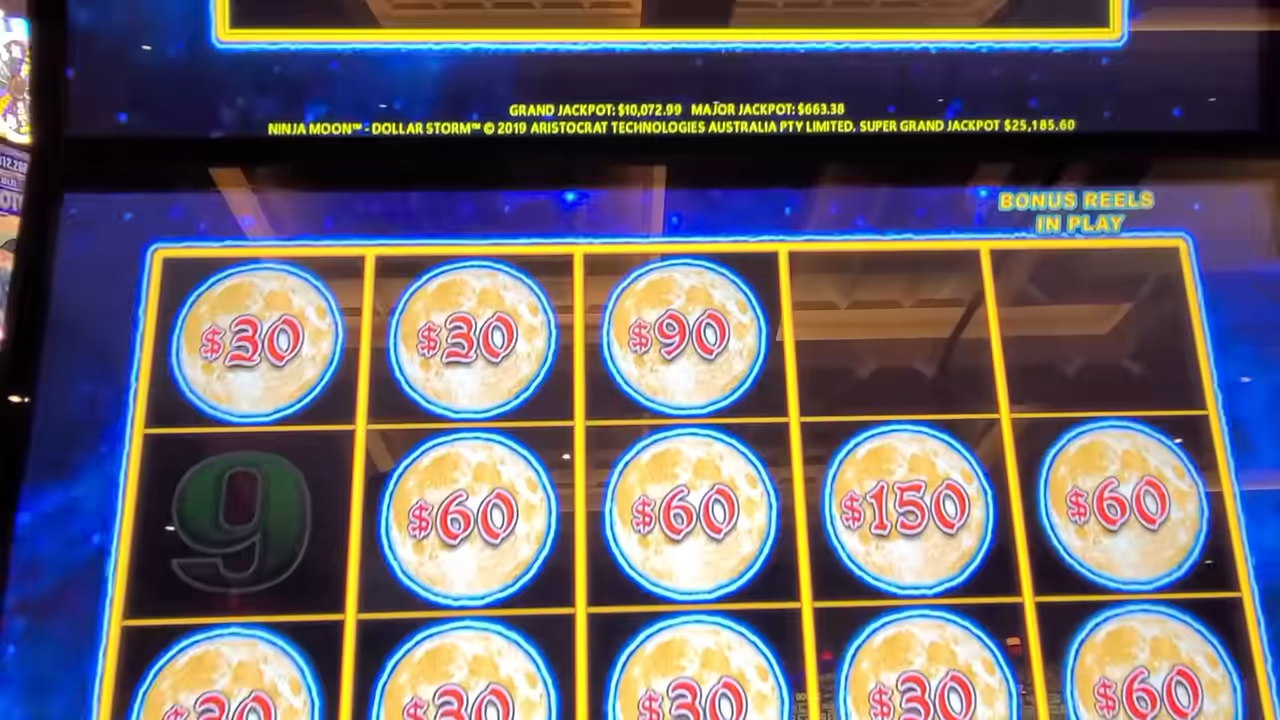 GRAND JACKPOT: $10,072.99 MAJOR JACKPOT: $663.38
NINJA MOON™ - DOLLAR STORM™ © 2019 ARISTOCRAT TECHNOLOGIES AUSTRALIA PTY LIMITED, SUPER GRAND JACKPOT $25,185.60
BONUS REELS
IN PLAY
$30 $30 $90
9 $60 $60 $150 $60
$30 $30 $30 $30 $60